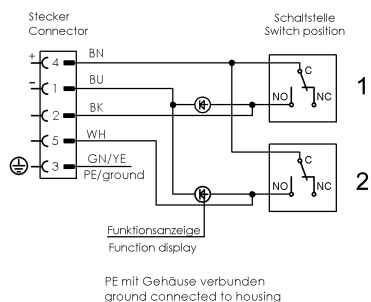 Stecker
Connector
Schaltstelle
Switch position
+ 4 BN
- 1 BU
2 BK
5 WH
3 GN/YE
PE/ground
C
NO NC
1
C
NO NC
2
Funktionsanzeige
Function display
PE mit Gehäuse verbunden
ground connected to housing